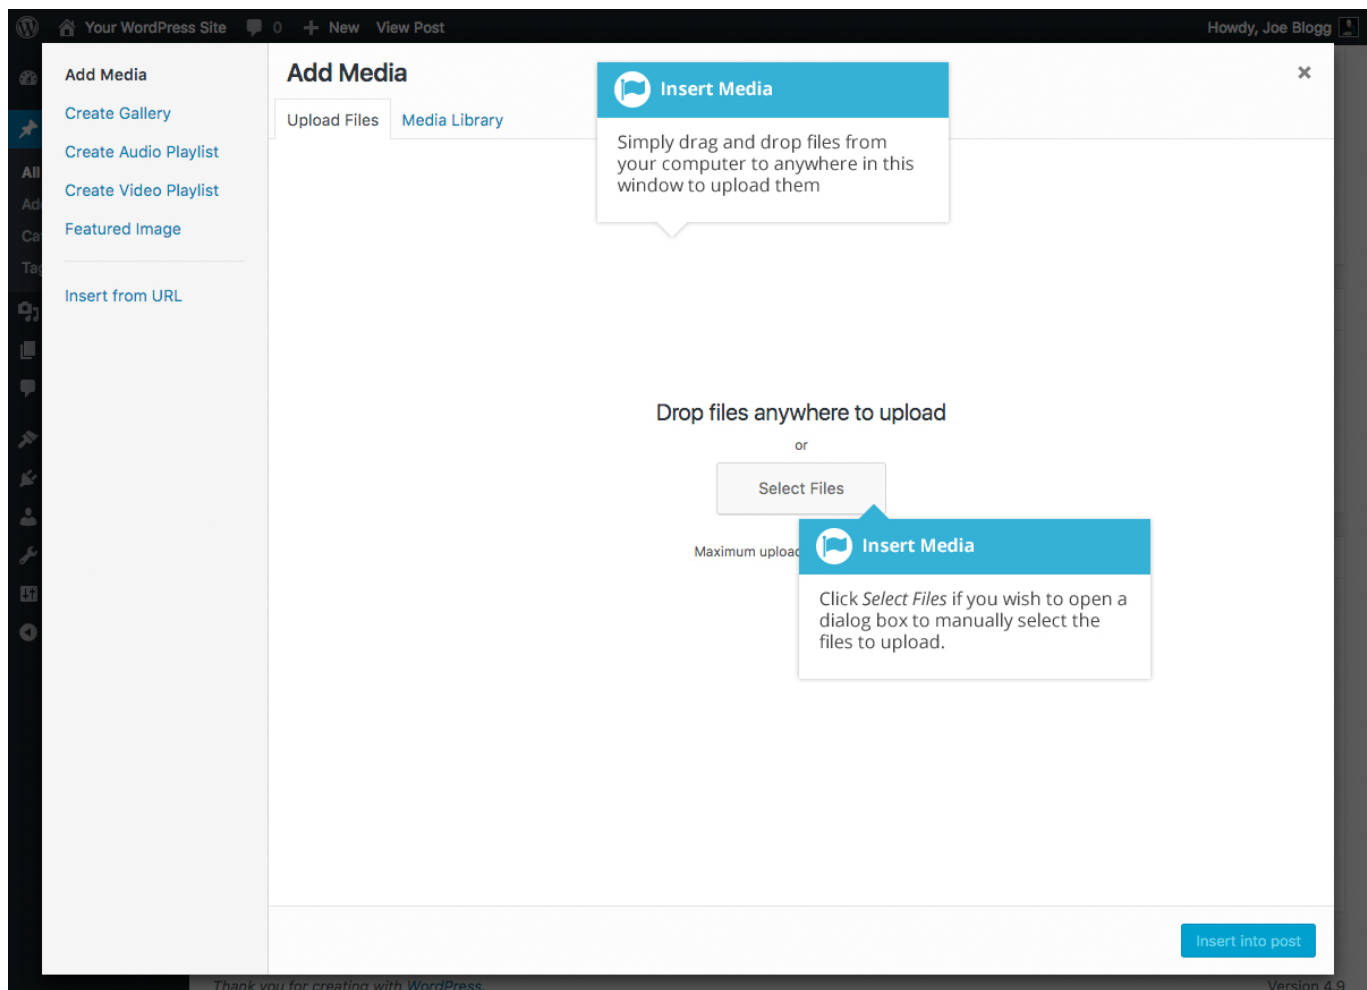 Your WordPress Site 0 New View Post Howdy, Joe Blogg
Add Media
Create Gallery
Create Audio Playlist
Create Video Playlist
Featured Image
Insert from URL
Add Media
Upload Files Media Library
Insert Media
Simply drag and drop files from
your computer to anywhere in this
window to upload them
Drop files anywhere to upload
or
Select Files
Maximum upload
Insert Media
Click Select Files if you wish to open a
dialog box to manually select the
files to upload.
Insert into post
All
Thank you for creating with WordPress.
Version 4.9